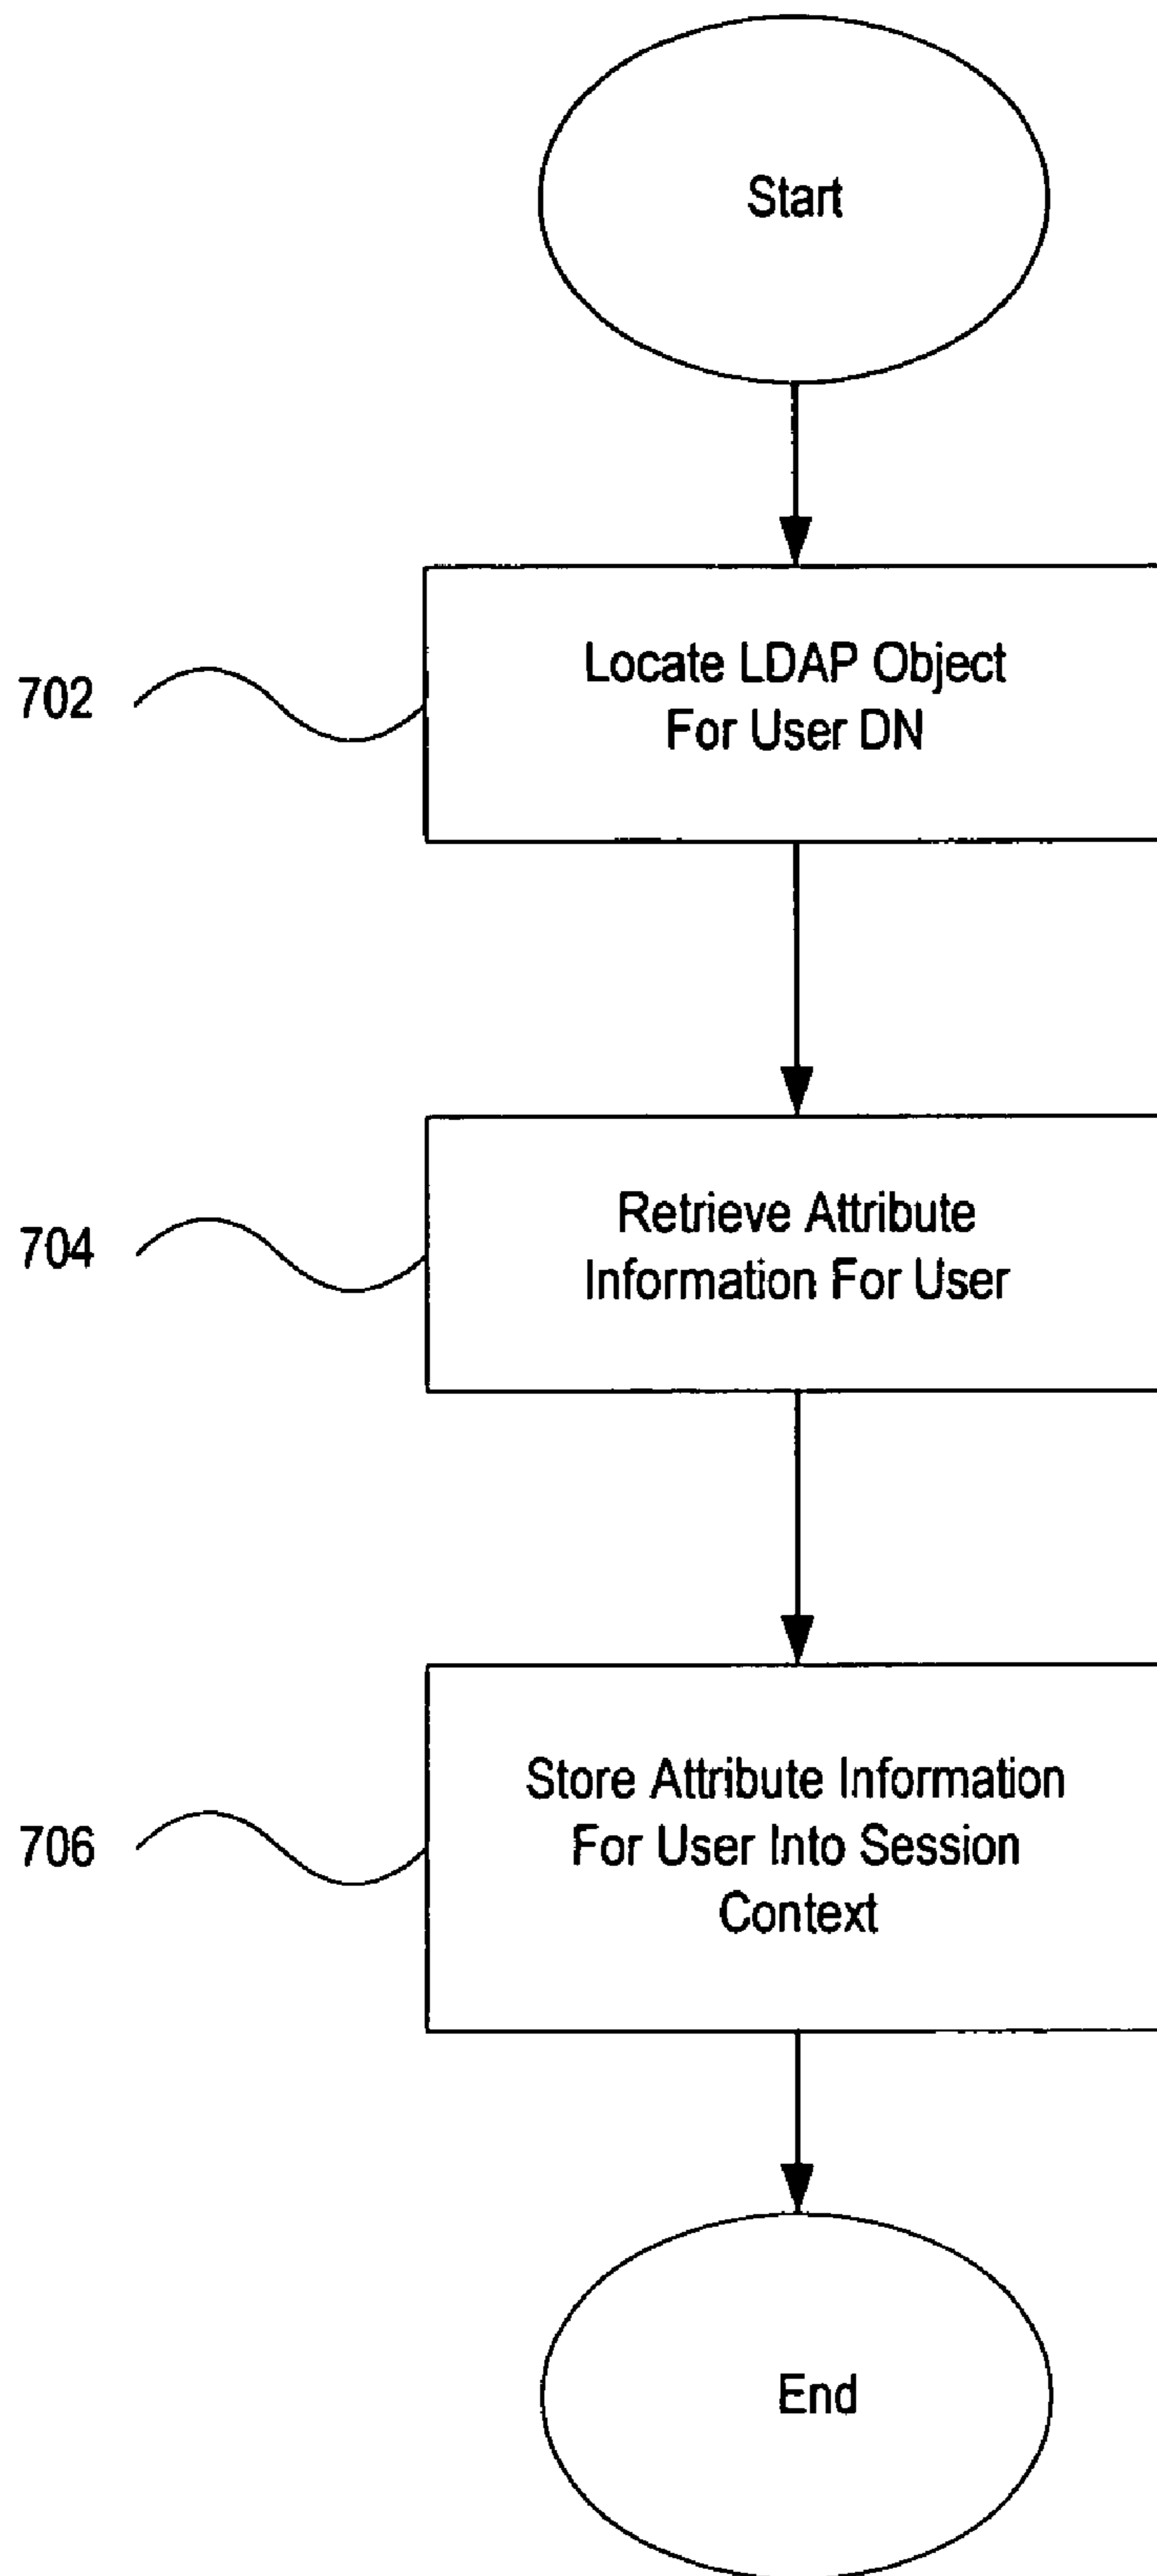 Start
702
Locate LDAP Object
For User DN
704
Retrieve Attribute
Information For User
706
Store Attribute Information
For User Into Session
Context
End